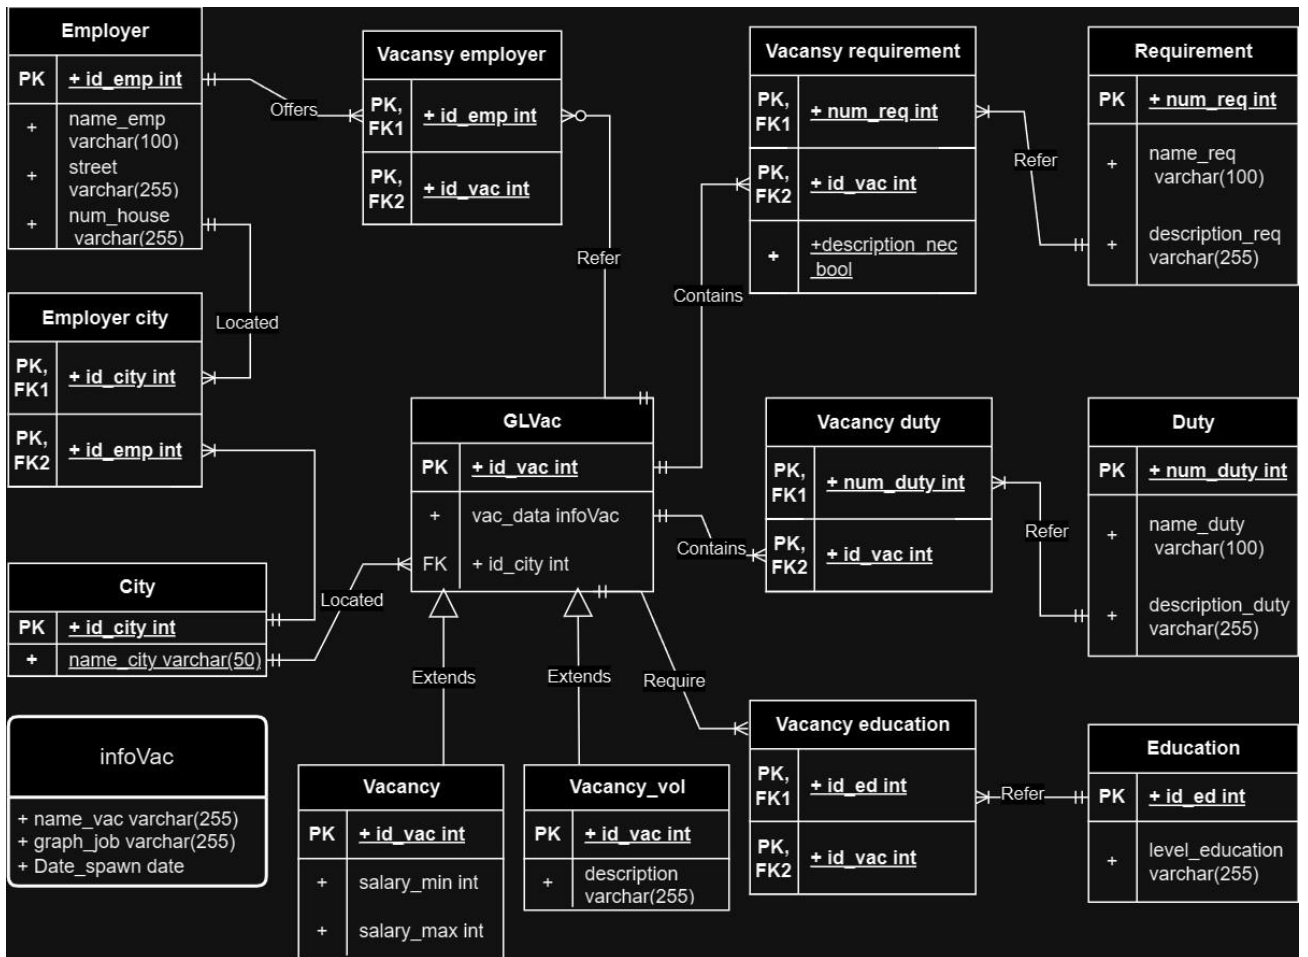 Employer
PK + id_emp int
+ name_emp
varchar(100)
+ street
varchar(255)
+ num_house
varchar(255)
Offers
Vacansy employer
PK,
FK1 + id_emp int
PK,
FK2 + id_vac int
Refer
Vacansy requirement
PK,
FK1 + num_req int
PK,
FK2 + id_vac int
+ +description_nec
bool
Refer
Requirement
PK + num_req int
+ name_req
varchar(100)
+ description_req
varchar(255)
Contains
Employer city
PK,
FK1 + id_city int
PK,
FK2 + id_emp int
Located
GLVac
PK + id_vac int
+ vac_data infoVac
FK + id_city int
Contains
Vacancy duty
PK,
FK1 + num_duty int
PK,
FK2 + id_vac int
Refer
Duty
PK + num_duty int
+ name_duty
varchar(100)
+ description_duty
varchar(255)
City
PK + id_city int
+ name_city varchar(50)
Located
Extends
Extends
Require
infoVac
+ name_vac varchar(255)
+ graph_job varchar(255)
+ Date_spawn date
Vacancy
PK + id_vac int
+ salary_min int
+ salary_max int
Vacancy_vol
PK + id_vac int
+ description
varchar(255)
Vacancy education
PK,
FK1 + id_ed int
PK,
FK2 + id_vac int
Refer
Education
PK + id_ed int
+ level_education
varchar(255)